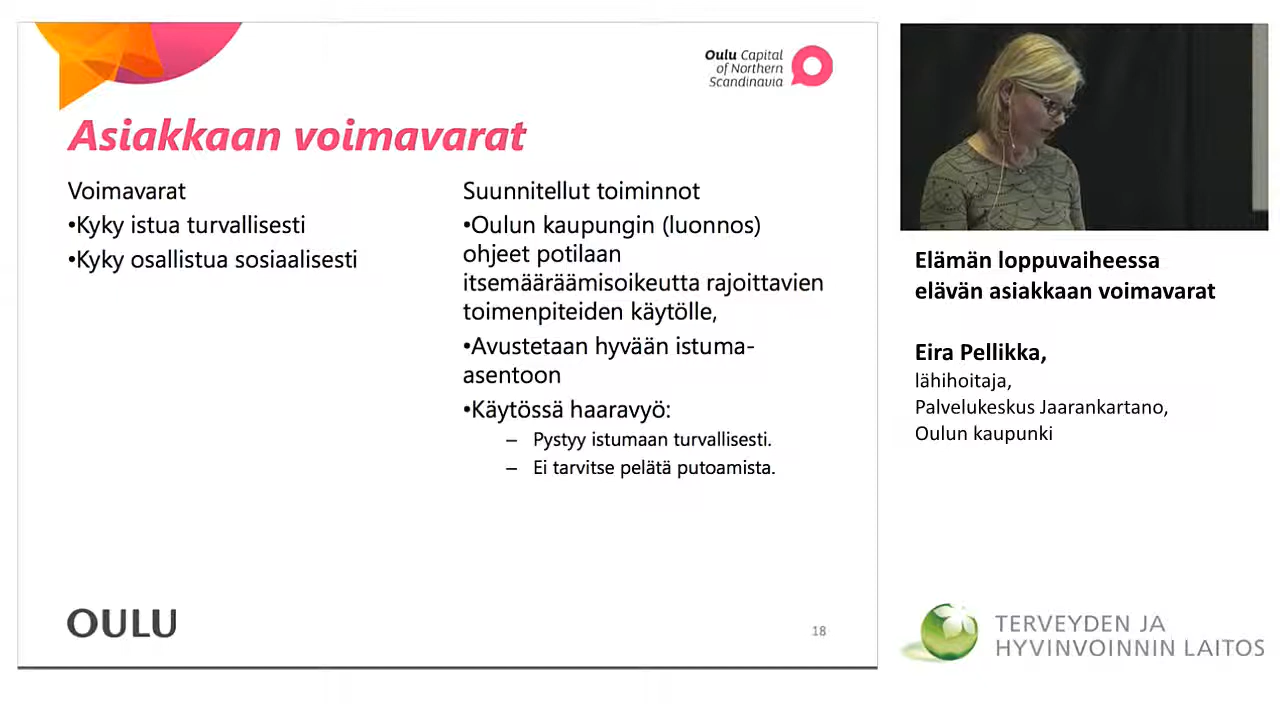 Oulu Capital
of Northern
Scandinavia
Asiakkaan voimavarat
Voimavarat
•Kyky istua turvallisesti
•Kyky osallistua sosiaalisesti
Suunnitellut toiminnot
•Oulun kaupungin (luonnos)
ohjeet potilaan
itsemääräämisoikeutta rajoittavien
toimenpiteiden käytölle,
•Avustetaan hyvään istuma-
asentoon
•Käytössä haaravyö:
– Pystyy istumaan turvallisesti.
– Ei tarvitse pelätä putoamista.
OULU
18
Elämän loppuvaiheessa
elävän asiakkaan voimavarat
Eira Pellikka,
lähihoitaja,
Palvelukeskus Jaarankartano,
Oulun kaupunki
TERVEYDEN JA
HYVINVOINNIN LAITOS